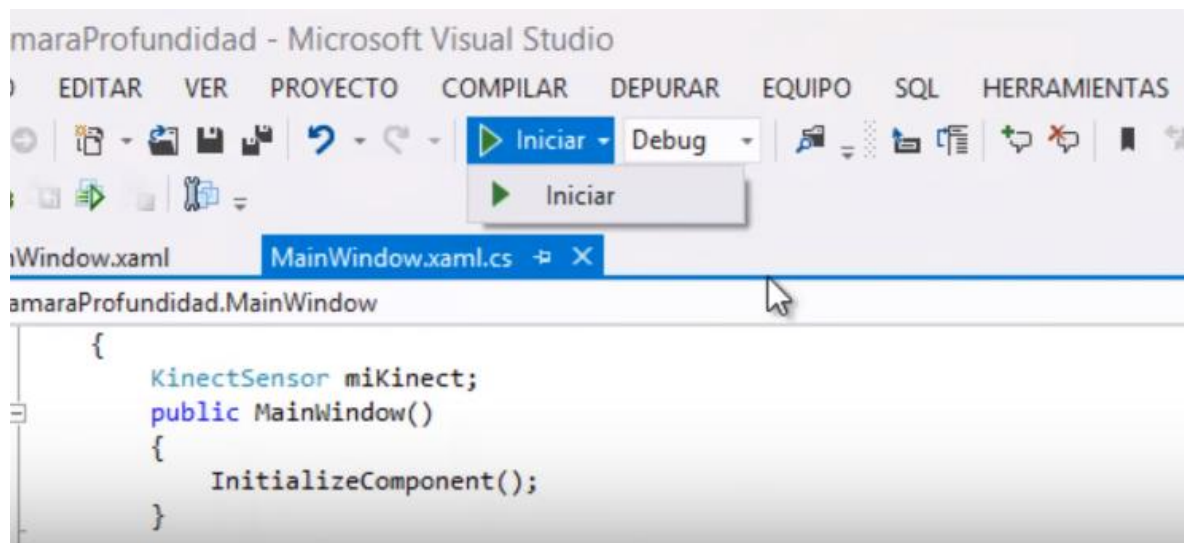 maraProfundidad - Microsoft Visual Studio
EDITAR VER PROYECTO COMPILAR DEPURAR EQUIPO SQL HERRAMIENTAS
Iniciar Debug
Iniciar
Window.xaml MainWindow.xaml.cs
amaraProfundidad.MainWindow
{
KinectSensor miKinect;
public MainWindow()
{
InitializeComponent();
}